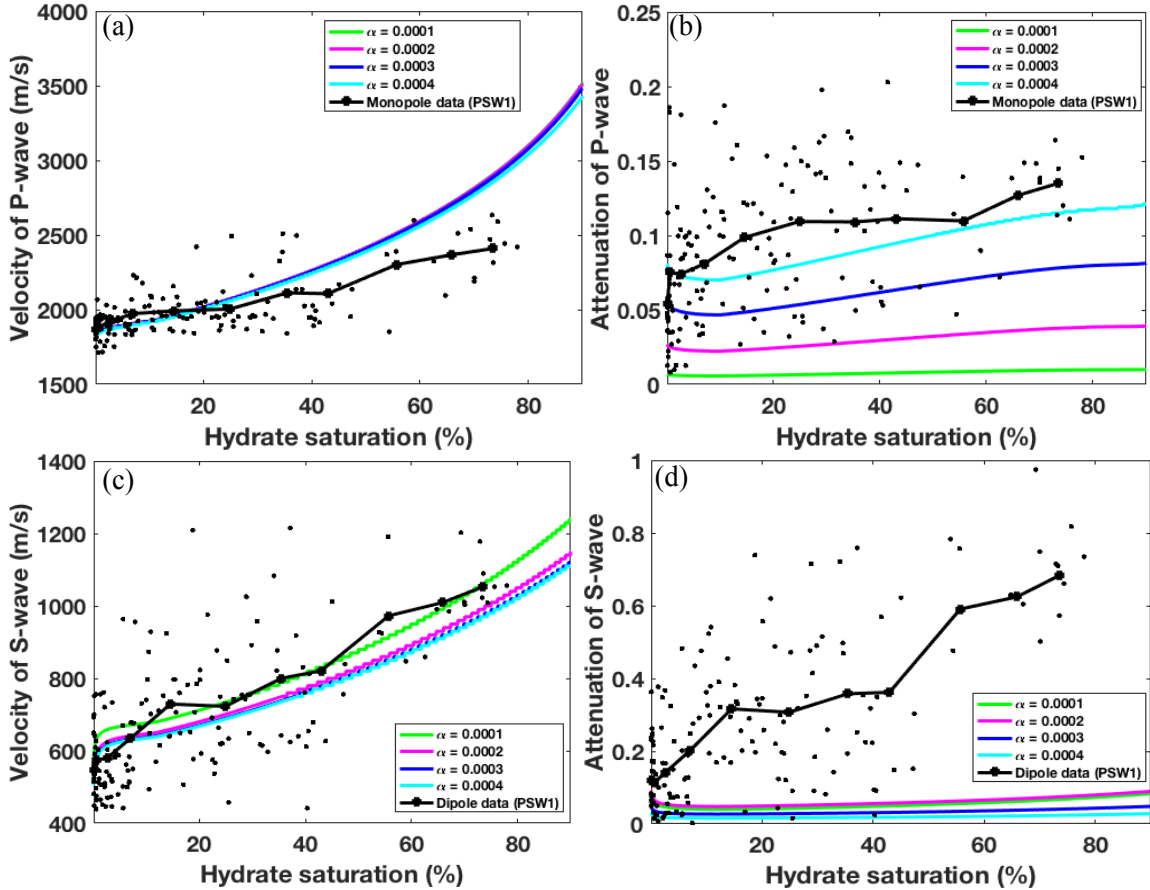 (a)
α = 0.0001
α = 0.0002
α = 0.0003
α = 0.0004
Monopole data (PSW1)
4000
3500
3000
2500
2000
1500
20
40
60
80
Velocity of P-wave (m/s)
Hydrate saturation (%)
(b)
α = 0.0001
α = 0.0002
α = 0.0003
α = 0.0004
Monopole data (PSW1)
0.25
0.2
0.15
0.1
0.05
0
20
40
60
80
Attenuation of P-wave
Hydrate saturation (%)
(c)
1400
1200
1000
800
600
400
20
40
60
80
Velocity of S-wave (m/s)
α = 0.0001
α = 0.0002
α = 0.0003
α = 0.0004
Dipole data (PSW1)
Hydrate saturation (%)
(d)
1
0.8
0.6
0.4
0.2
0
20
40
60
80
Attenuation of S-wave
α = 0.0001
α = 0.0002
α = 0.0003
α = 0.0004
Dipole data (PSW1)
Hydrate saturation (%)